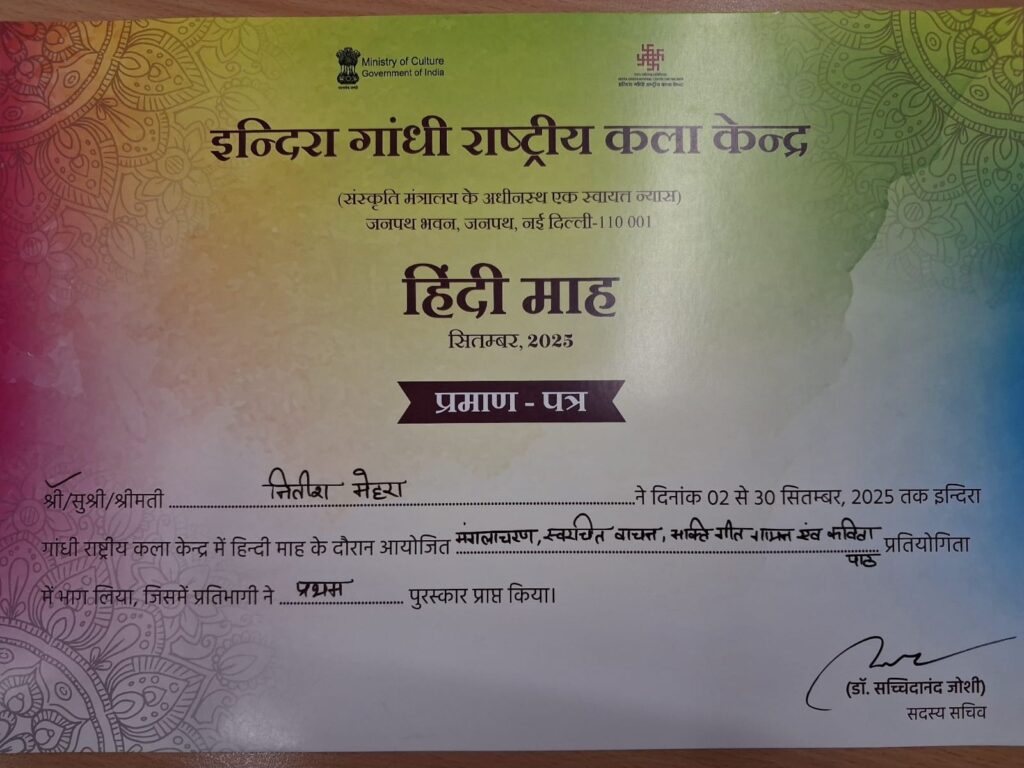 Ministry of Culture
Government of India
इन्दिरा गांधी राष्ट्रीय कला केन्द्र
इन्दिरा गांधी राष्ट्रीय कला केन्द्र
(संस्कृति मंत्रालय के अधीनस्थ एक स्वायत्त न्यास)
जनपथ भवन, जनपथ, नई दिल्ली-110 001
हिंदी माह
सितम्बर, 2025
प्रमाण - पत्र
श्री/सुश्री/श्रीमती नितीश मेहरा ने दिनांक 02 से 30 सितम्बर, 2025 तक इन्दिरा
गांधी राष्ट्रीय कला केन्द्र में हिन्दी माह के दौरान आयोजित मंगलाचरण, स्वरचित वाचन, भक्ति गीत गायन एंव कविता पाठ प्रतियोगिता
में भाग लिया, जिसमें प्रतिभागी ने प्रथम पुरस्कार प्राप्त किया।
(डॉ. सच्चिदानंद जोशी)
सदस्य सचिव